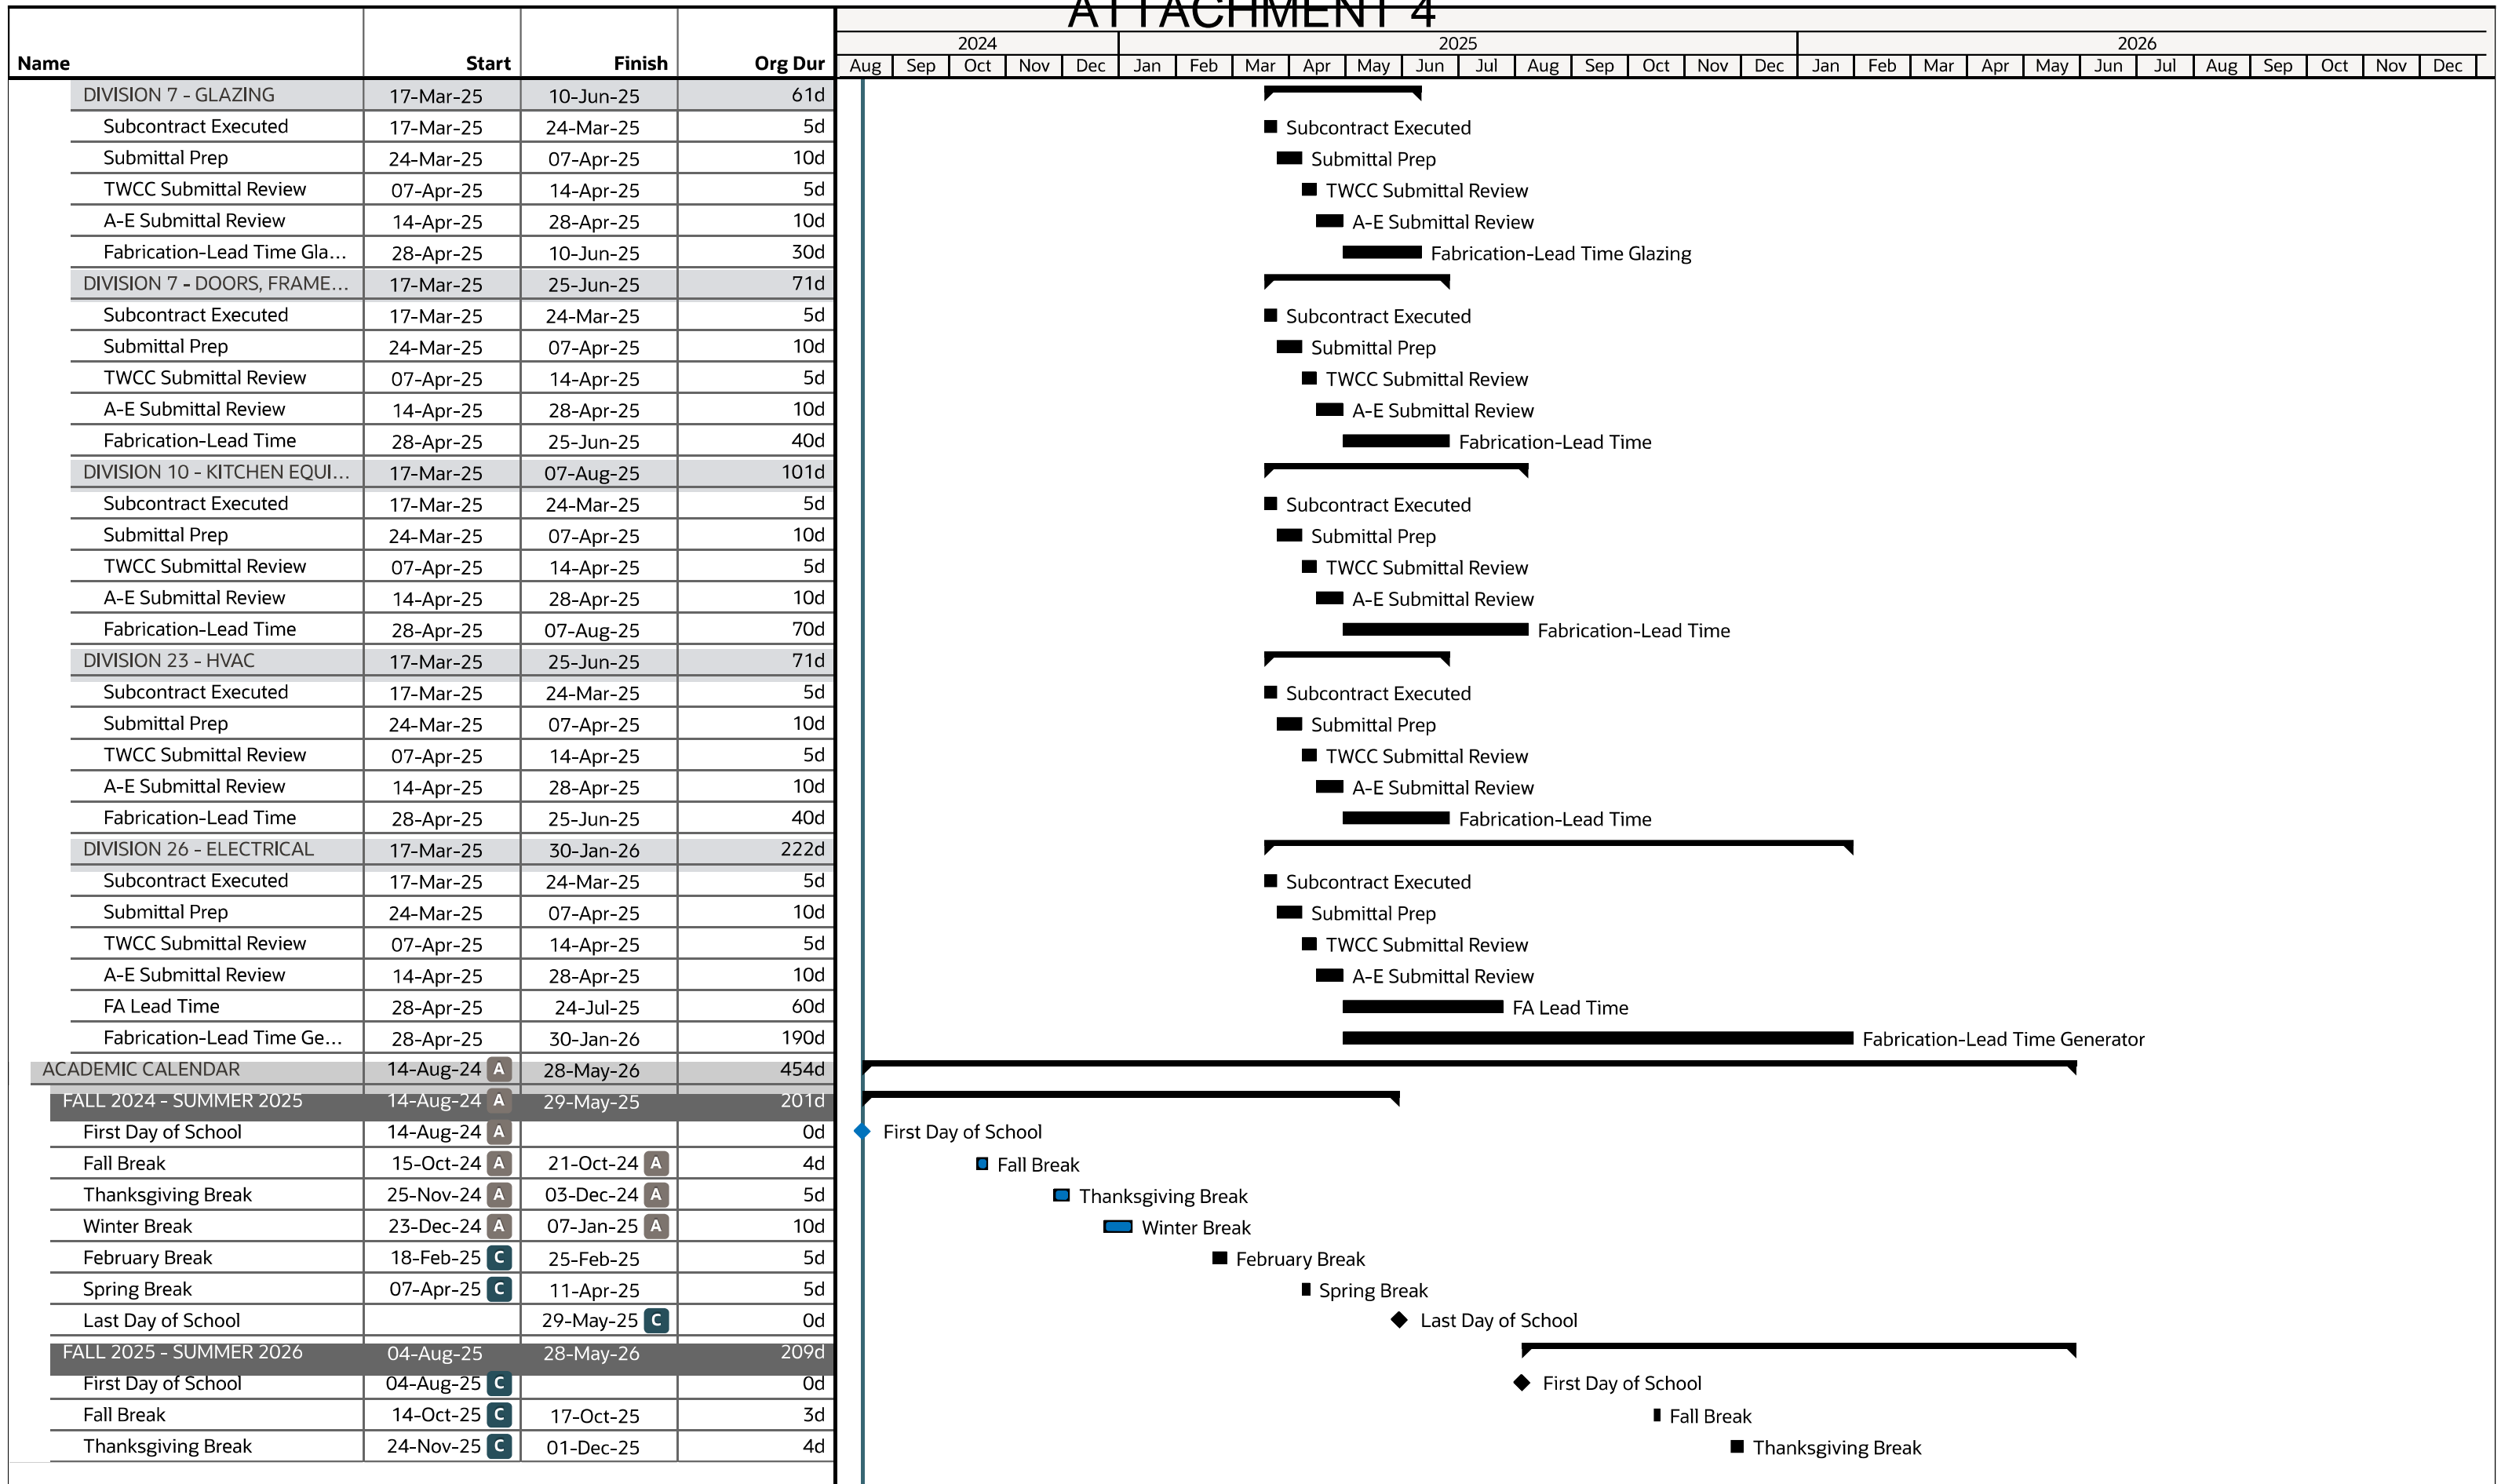 ATTACHMENT 4
2024 2025 2026
Name Start Finish Org Dur Aug Sep Oct Nov Dec Jan Feb Mar Apr May Jun Jul Aug Sep Oct Nov Dec Jan Feb Mar Apr May Jun Jul Aug Sep Oct Nov Dec
DIVISION 7 - GLAZING 17-Mar-25 10-Jun-25 61d
Subcontract Executed 17-Mar-25 24-Mar-25 5d Subcontract Executed
Submittal Prep 24-Mar-25 07-Apr-25 10d Submittal Prep
TWCC Submittal Review 07-Apr-25 14-Apr-25 5d TWCC Submittal Review
A-E Submittal Review 14-Apr-25 28-Apr-25 10d A-E Submittal Review
Fabrication-Lead Time Gla... 28-Apr-25 10-Jun-25 30d Fabrication-Lead Time Glazing
DIVISION 7 - DOORS, FRAME... 17-Mar-25 25-Jun-25 71d
Subcontract Executed 17-Mar-25 24-Mar-25 5d Subcontract Executed
Submittal Prep 24-Mar-25 07-Apr-25 10d Submittal Prep
TWCC Submittal Review 07-Apr-25 14-Apr-25 5d TWCC Submittal Review
A-E Submittal Review 14-Apr-25 28-Apr-25 10d A-E Submittal Review
Fabrication-Lead Time 28-Apr-25 25-Jun-25 40d Fabrication-Lead Time
DIVISION 10 - KITCHEN EQUI... 17-Mar-25 07-Aug-25 101d
Subcontract Executed 17-Mar-25 24-Mar-25 5d Subcontract Executed
Submittal Prep 24-Mar-25 07-Apr-25 10d Submittal Prep
TWCC Submittal Review 07-Apr-25 14-Apr-25 5d TWCC Submittal Review
A-E Submittal Review 14-Apr-25 28-Apr-25 10d A-E Submittal Review
Fabrication-Lead Time 28-Apr-25 07-Aug-25 70d Fabrication-Lead Time
DIVISION 23 - HVAC 17-Mar-25 25-Jun-25 71d
Subcontract Executed 17-Mar-25 24-Mar-25 5d Subcontract Executed
Submittal Prep 24-Mar-25 07-Apr-25 10d Submittal Prep
TWCC Submittal Review 07-Apr-25 14-Apr-25 5d TWCC Submittal Review
A-E Submittal Review 14-Apr-25 28-Apr-25 10d A-E Submittal Review
Fabrication-Lead Time 28-Apr-25 25-Jun-25 40d Fabrication-Lead Time
DIVISION 26 - ELECTRICAL 17-Mar-25 30-Jan-26 222d
Subcontract Executed 17-Mar-25 24-Mar-25 5d Subcontract Executed
Submittal Prep 24-Mar-25 07-Apr-25 10d Submittal Prep
TWCC Submittal Review 07-Apr-25 14-Apr-25 5d TWCC Submittal Review
A-E Submittal Review 14-Apr-25 28-Apr-25 10d A-E Submittal Review
FA Lead Time 28-Apr-25 24-Jul-25 60d FA Lead Time
Fabrication-Lead Time Ge... 28-Apr-25 30-Jan-26 190d Fabrication-Lead Time Generator
ACADEMIC CALENDAR 14-Aug-24 A 28-May-26 454d
FALL 2024 - SUMMER 2025 14-Aug-24 A 29-May-25 201d
First Day of School 14-Aug-24 A 0d First Day of School
Fall Break 15-Oct-24 A 21-Oct-24 A 4d Fall Break
Thanksgiving Break 25-Nov-24 A 03-Dec-24 A 5d Thanksgiving Break
Winter Break 23-Dec-24 A 07-Jan-25 A 10d Winter Break
February Break 18-Feb-25 C 25-Feb-25 5d February Break
Spring Break 07-Apr-25 C 11-Apr-25 5d Spring Break
Last Day of School 29-May-25 C 0d Last Day of School
FALL 2025 - SUMMER 2026 04-Aug-25 28-May-26 209d
First Day of School 04-Aug-25 C 0d First Day of School
Fall Break 14-Oct-25 C 17-Oct-25 3d Fall Break
Thanksgiving Break 24-Nov-25 C 01-Dec-25 4d Thanksgiving Break